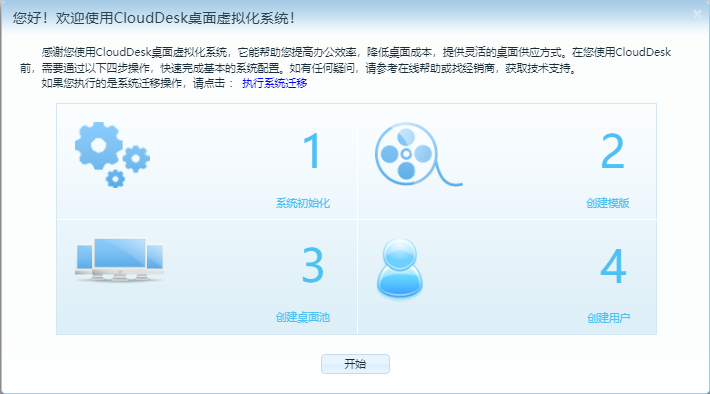 您好！欢迎使用CloudDesk桌面虚拟化系统！
感谢您使用CloudDesk桌面虚拟化系统，它能帮助您提高办公效率，降低桌面成本，提供灵活的桌面供应方式。在您使用CloudDesk
前，需要通过以下四步操作，快速完成基本的系统配置。如有任何疑问，请参考在线帮助或找经销商，获取技术支持。
如果您执行的是系统迁移操作，请点击： 执行系统迁移
1
系统初始化
2
创建模版
3
创建桌面池
4
创建用户
开始